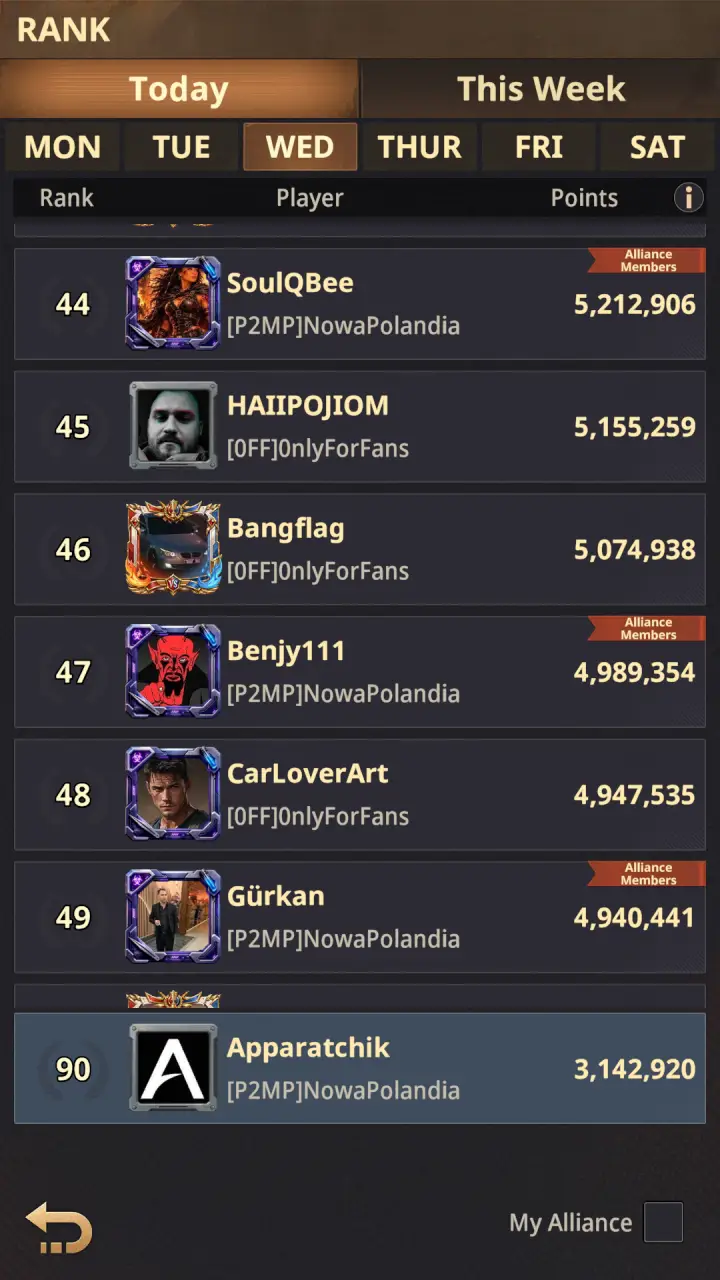 RANK
Today
This Week
MON
TUE
WED
THUR
FRI
SAT
Rank
Player
Points
44
SoulQBee
[P2MP]NowaPolandia
Alliance
Members
5,212,906
45
HAIIPOJIOM
[0FF]0nlyForFans
5,155,259
46
VS
Bangflag
[0FF]0nlyForFans
5,074,938
47
Benjy111
[P2MP]NowaPolandia
Alliance
Members
4,989,354
48
CarLoverArt
[0FF]0nlyForFans
4,947,535
49
Gürkan
[P2MP]NowaPolandia
Alliance
Members
4,940,441
90
A
Apparatchik
[P2MP]NowaPolandia
3,142,920
My Alliance